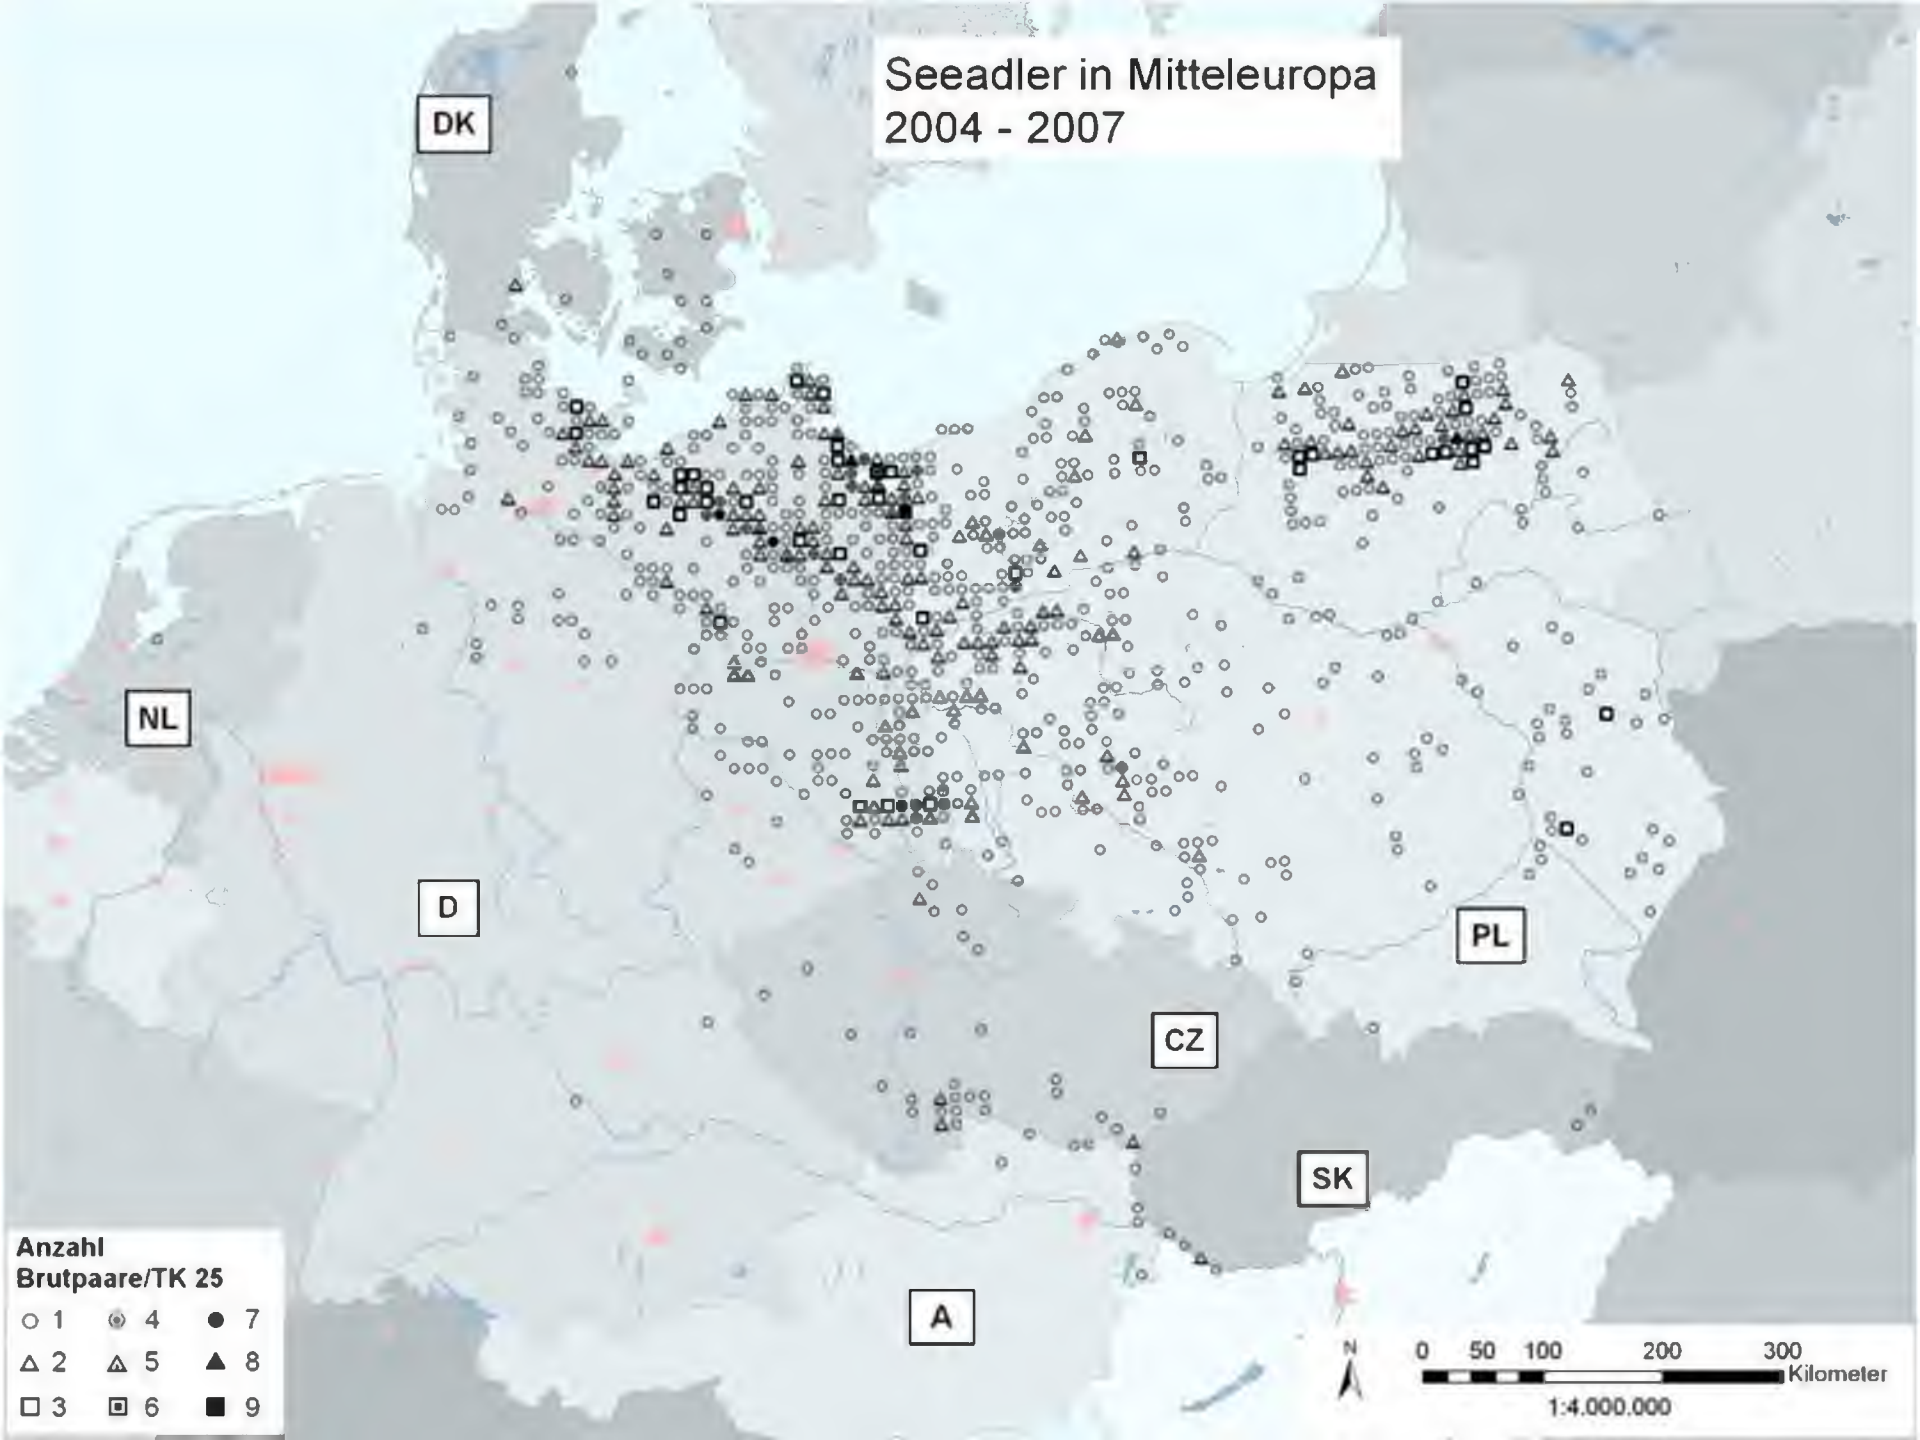 Seeadler in Mitteleuropa
2004 - 2007
DK
NL
D
PL
CZ
SK
A
Anzahl
Brutpaare/TK 25
1 4 7
2 5 8
3 6 9
N
0 50 100 200 300
Kilometer
1:4.000.000